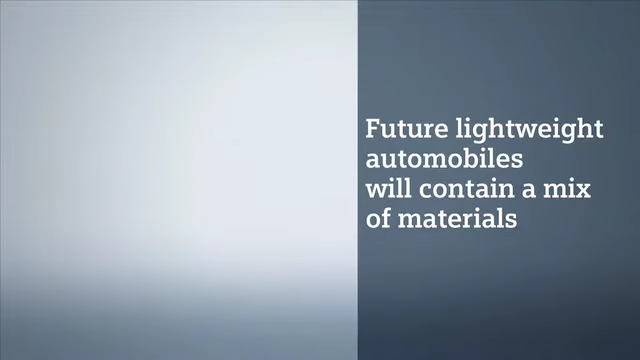 Future lightweight
automobiles
will contain a mix
of materials